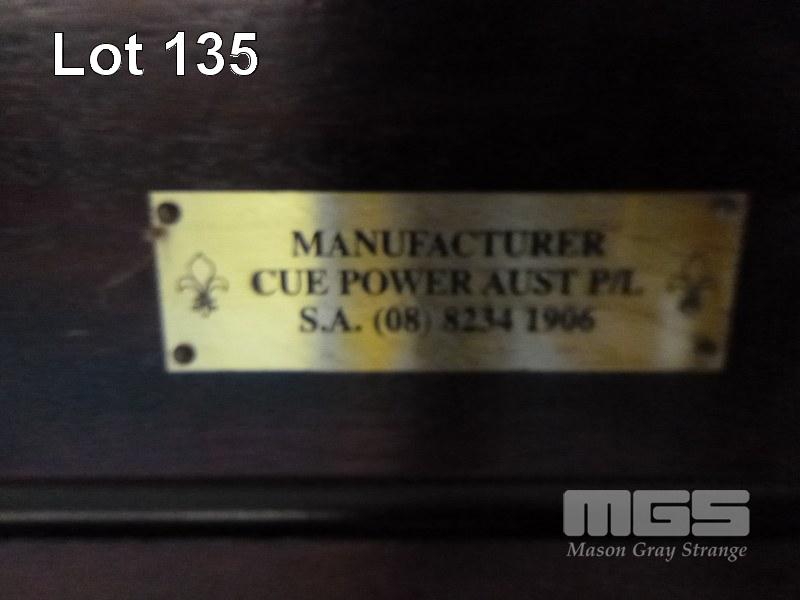 Lot 135
MANUFACTURER
CUE POWER AUST P/L
S.A. (08) 8234 1906
MGS
Mason Gray Strange